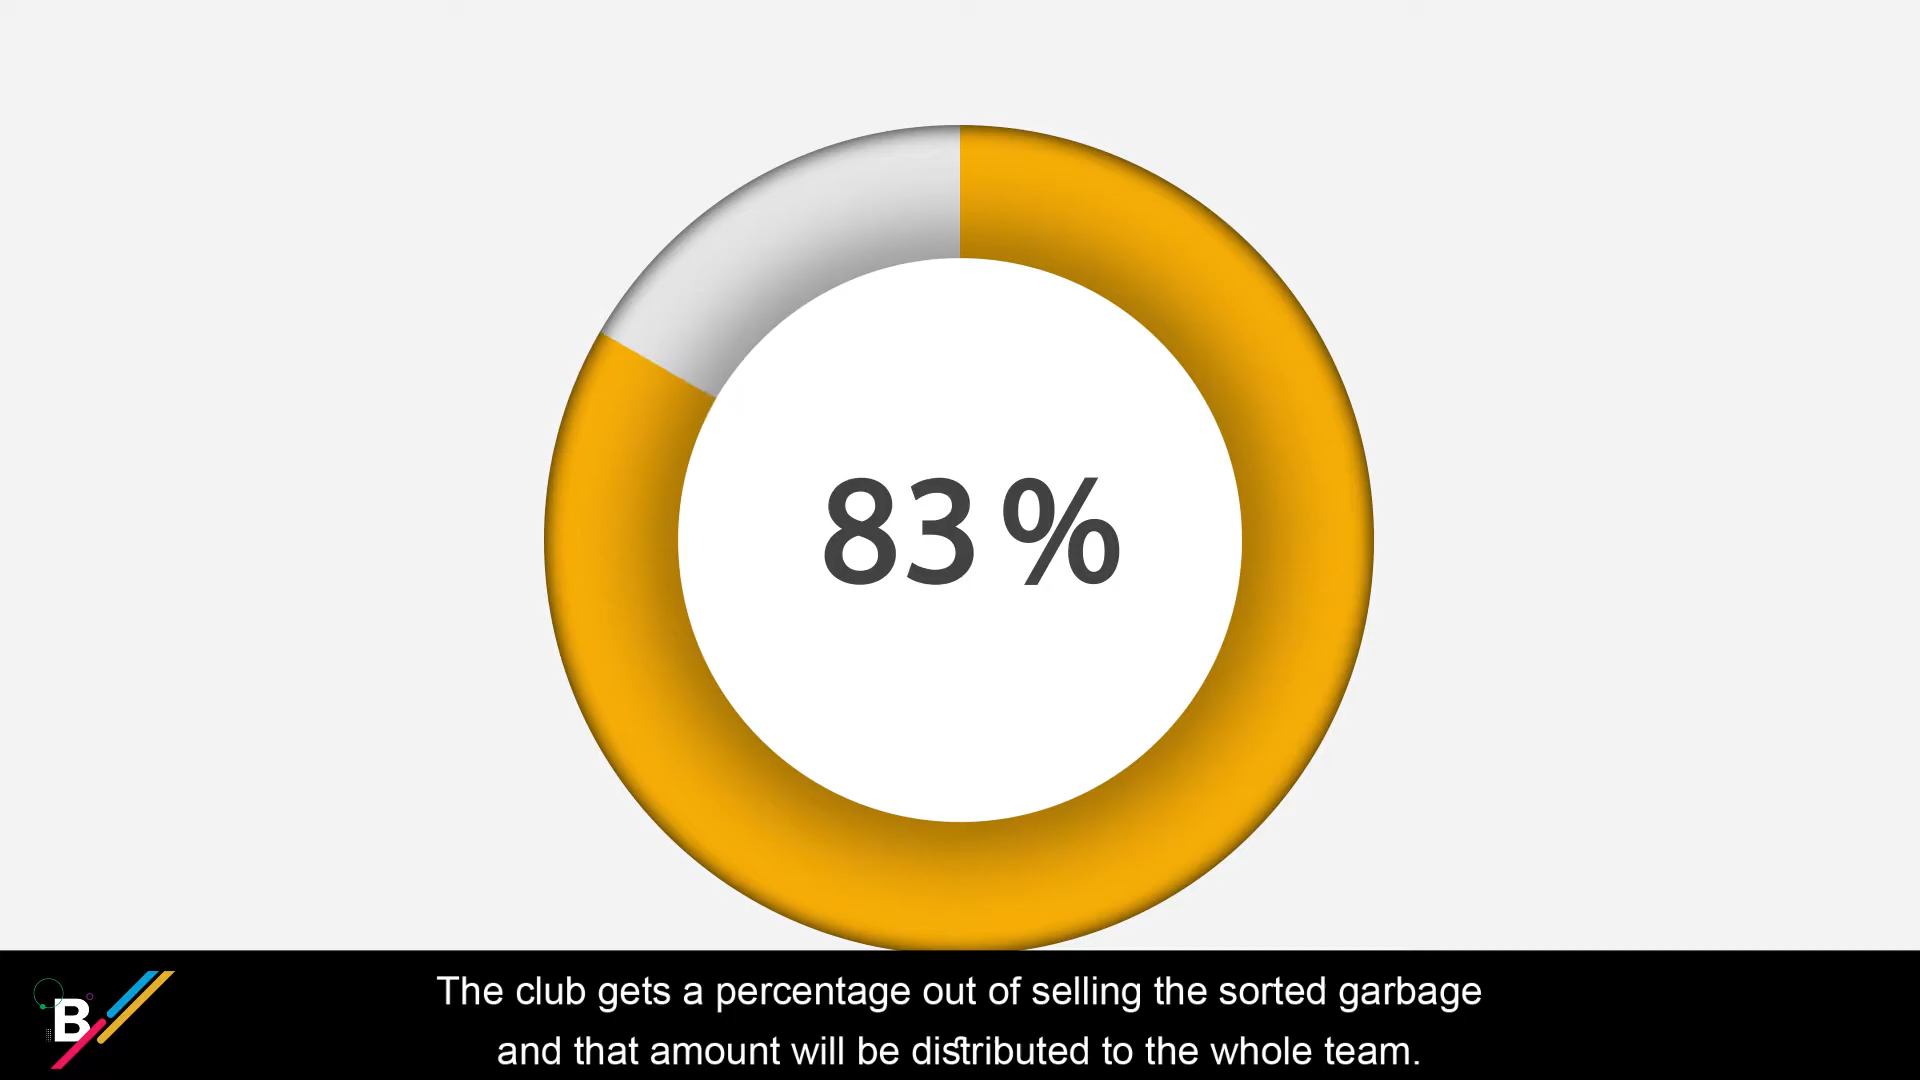 83%
The club gets a percentage out of selling the sorted garbage
and that amount will be distributed to the whole team.
B